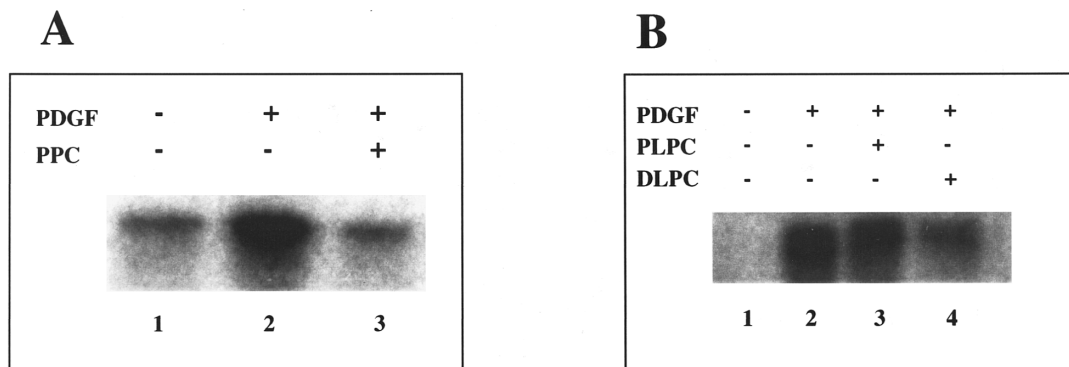 A
PDGF - + +
PPC - - +
1 2 3
B
PDGF - + + +
PLPC - - + -
DLPC - - - +
1 2 3 4